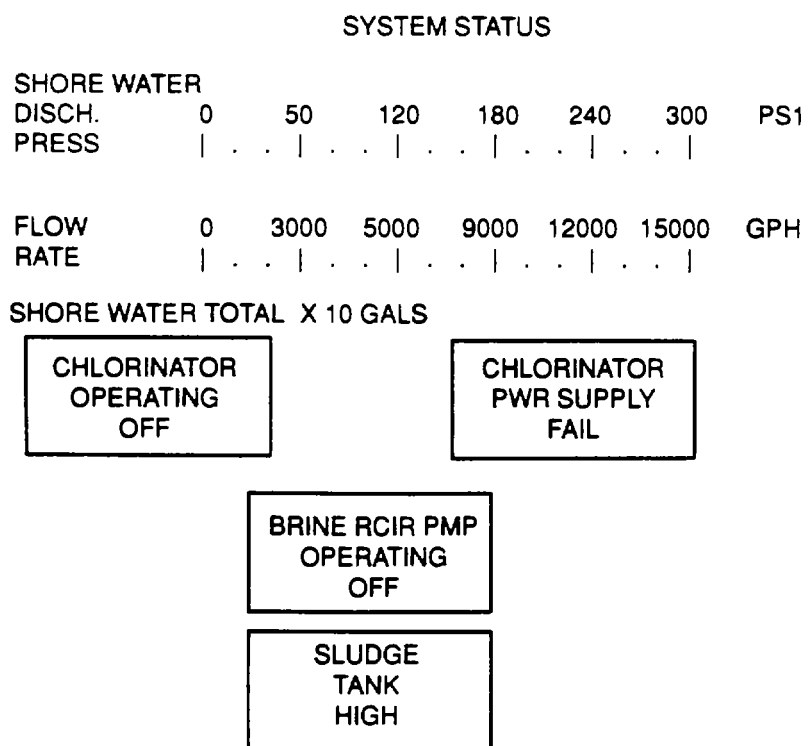 SYSTEM STATUS
SHORE WATER
DISCH. 0 50 120 180 240 300 PS1
PRESS | . . | . . | . . | . . | . . |
FLOW 0 3000 5000 9000 12000 15000 GPH
RATE | . . | . . | . . | . . | . . |
SHORE WATER TOTAL X 10 GALS
CHLORINATOR
OPERATING
OFF
CHLORINATOR
PWR SUPPLY
FAIL
BRINE RCIR PMP
OPERATING
OFF
SLUDGE
TANK
HIGH